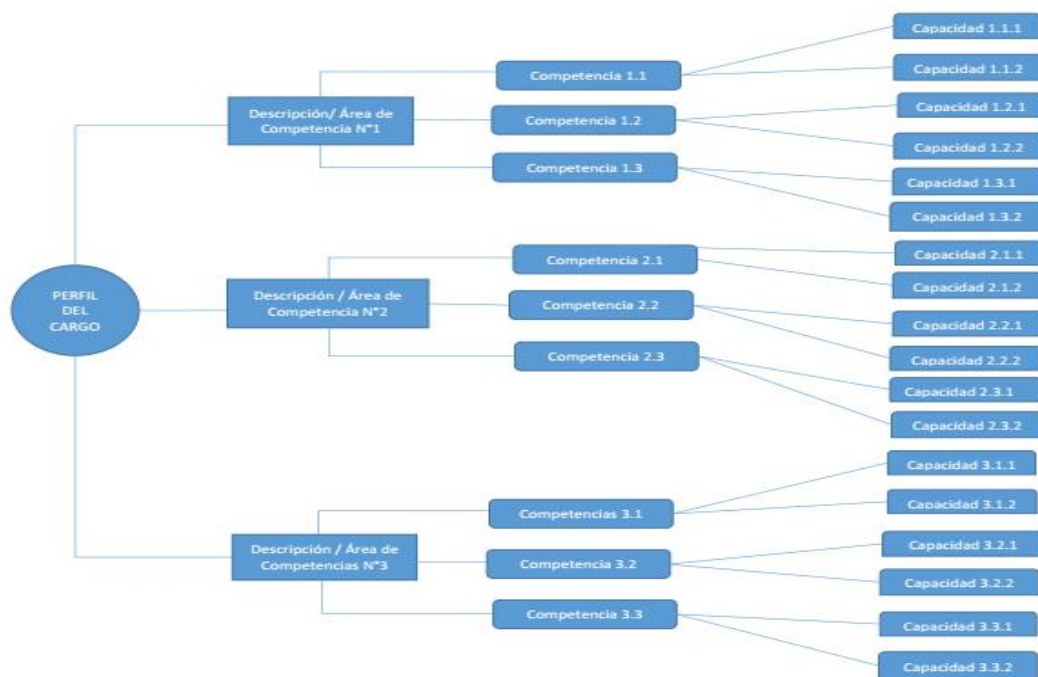 PERFIL
DEL
CARGO
Descripción/ Área de
Competencia N°1
Competencia 1.1
Capacidad 1.1.1
Capacidad 1.1.2
Competencia 1.2
Capacidad 1.2.1
Capacidad 1.2.2
Competencia 1.3
Capacidad 1.3.1
Capacidad 1.3.2
Descripción / Área de
Competencia N°2
Competencia 2.1
Capacidad 2.1.1
Capacidad 2.1.2
Competencia 2.2
Capacidad 2.2.1
Capacidad 2.2.2
Competencia 2.3
Capacidad 2.3.1
Capacidad 2.3.2
Descripción / Área de
Competencias N°3
Competencias 3.1
Capacidad 3.1.1
Capacidad 3.1.2
Competencia 3.2
Capacidad 3.2.1
Capacidad 3.2.2
Competencia 3.3
Capacidad 3.3.1
Capacidad 3.3.2